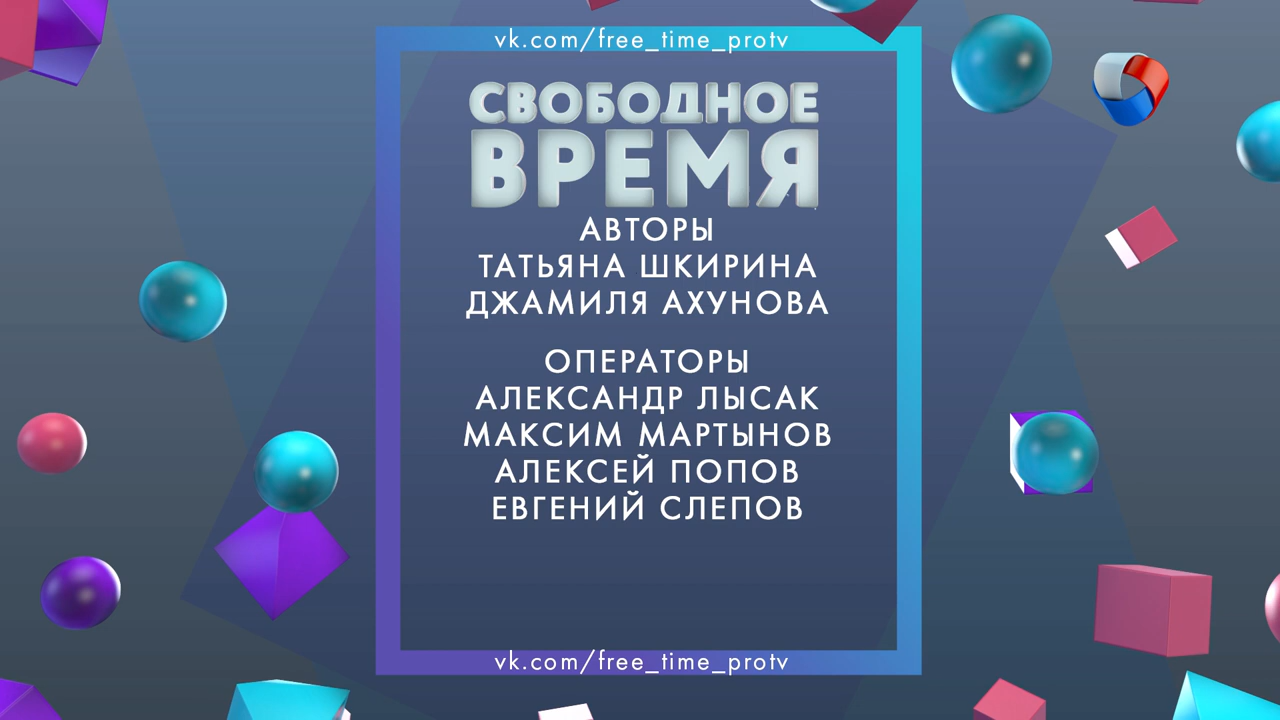 vk.com/free_time_protv
СВОБОДНОЕ
ВРЕМЯ
АВТОРЫ
ТАТЬЯНА ШКИРИНА
ДЖАМИЛЯ АХУНОВА
ОПЕРАТОРЫ
АЛЕКСАНДР ЛЫСАК
МАКСИМ МАРТЫНОВ
АЛЕКСЕЙ ПОПОВ
ЕВГЕНИЙ СЛЕПОВ
vk.com/free_time_protv